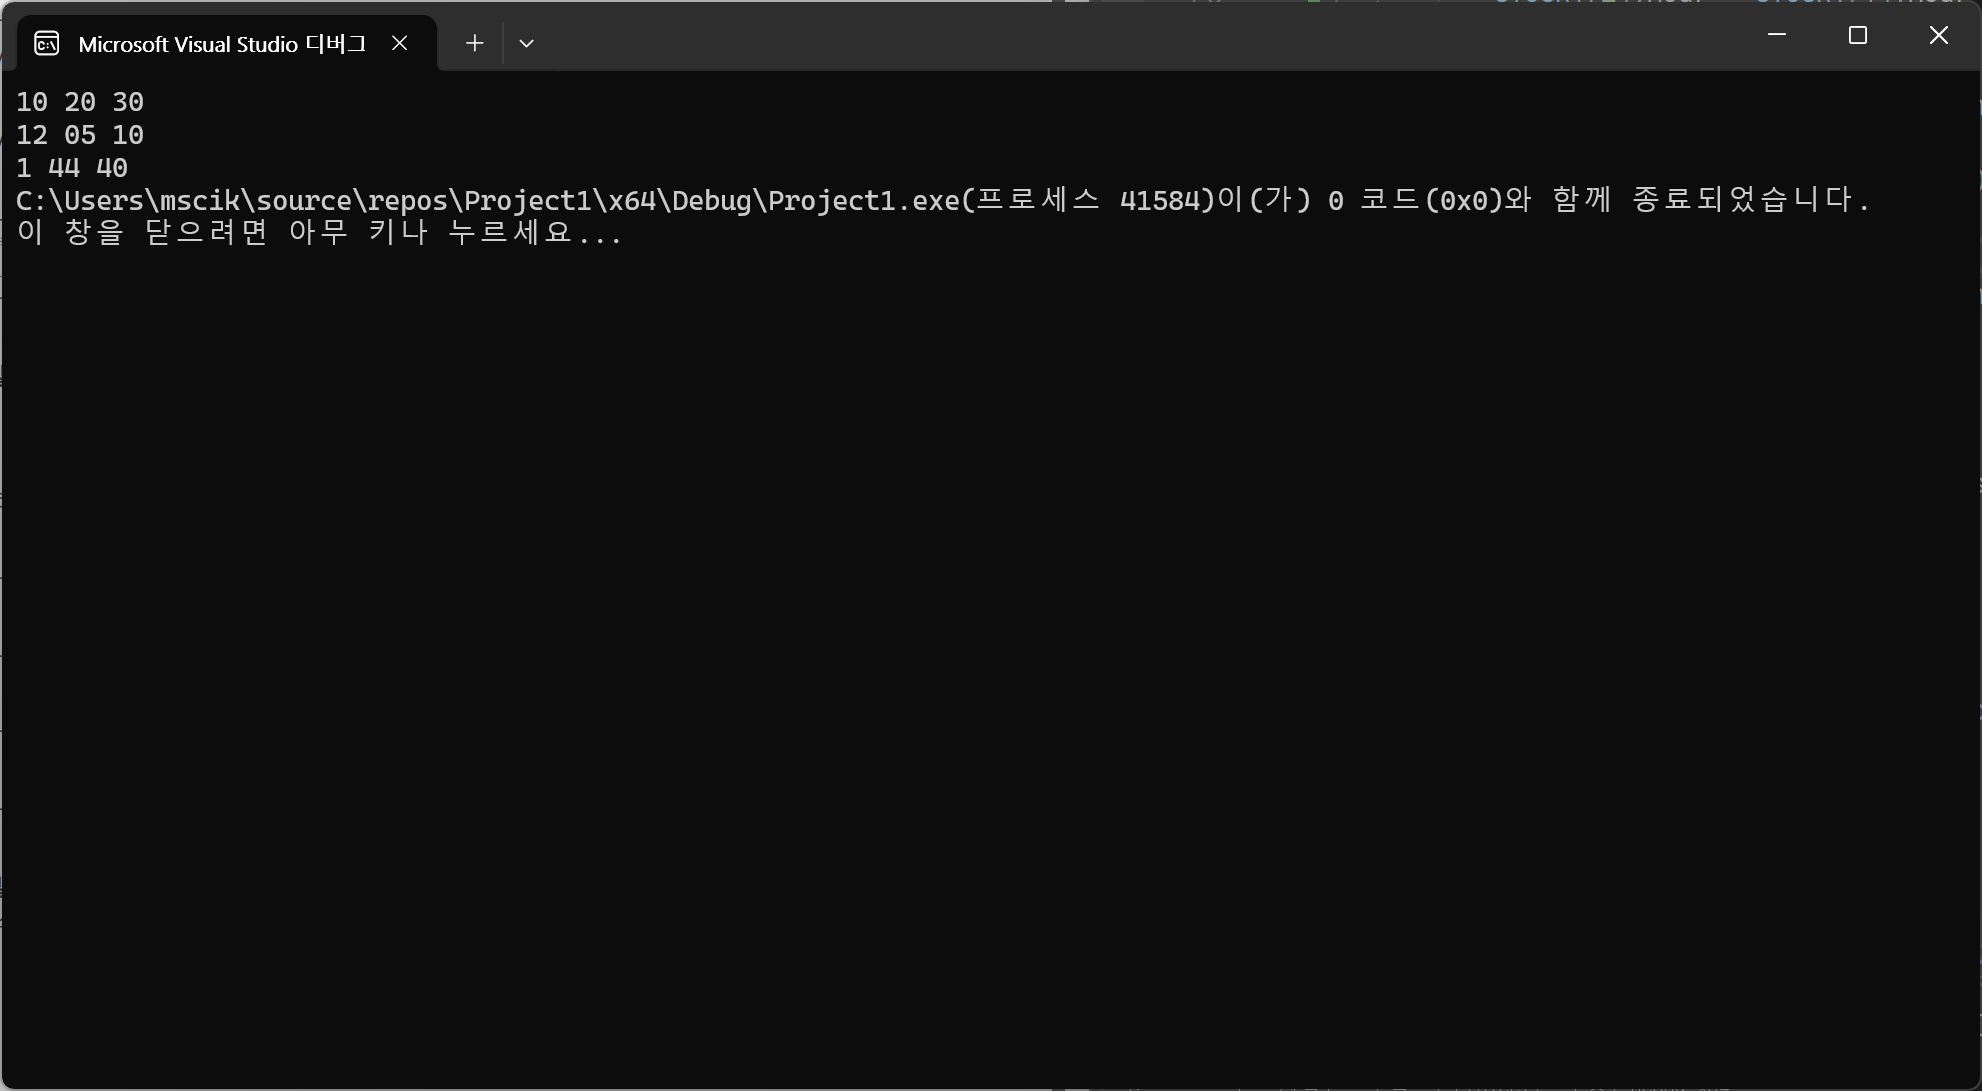 Microsoft Visual Studio 디버그
10 20 30
12 05 10
1 44 40
C:\Users\mscik\source\repos\Project1\x64\Debug\Project1.exe(프로세스 41584)이(가) 0 코드(0x0)와 함께 종료되었습니다.
이 창을 닫으려면 아무 키나 누르세요...